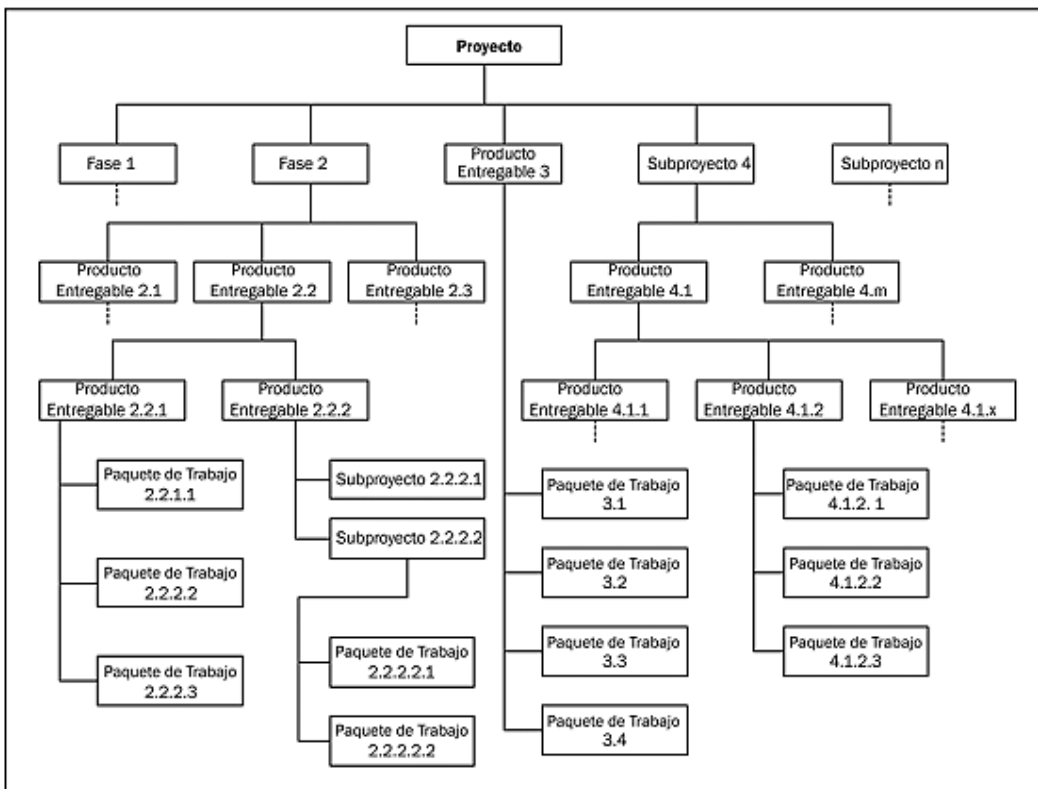 Proyecto
Fase 1
Fase 2
Producto
Entregable 3
Subproyecto 4
Subproyecto n
Producto
Entregable 2.1
Producto
Entregable 2.2
Producto
Entregable 2.3
Producto
Entregable 4.1
Producto
Entregable 4.m
Producto
Entregable 2.2.1
Producto
Entregable 2.2.2
Producto
Entregable 4.1.1
Producto
Entregable 4.1.2
Producto
Entregable 4.1.x
Paquete de Trabajo
2.2.1.1
Paquete de Trabajo
2.2.2.2
Paquete de Trabajo
2.2.2.3
Subproyecto 2.2.2.1
Subproyecto 2.2.2.2
Paquete de Trabajo
2.2.2.2.1
Paquete de Trabajo
2.2.2.2.2
Paquete de Trabajo
3.1
Paquete de Trabajo
3.2
Paquete de Trabajo
3.3
Paquete de Trabajo
3.4
Paquete de Trabajo
4.1.2. 1
Paquete de Trabajo
4.1.2.2
Paquete de Trabajo
4.1.2.3